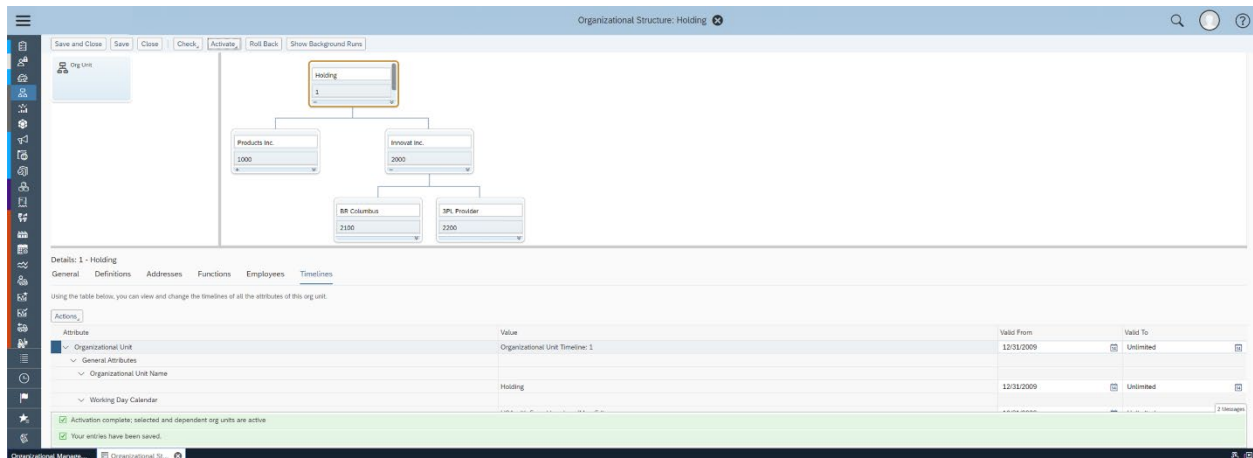 Organizational Structure: Holding
Save and Close Save Close Check Activate Roll Back Show Background Runs
Org Unit
Holding
1
Products Inc.
1000
Innovat Inc.
2000
BR Columbus
2100
3PL Provider
2200
Details: 1 - Holding
General Definitions Addresses Functions Employees Timelines
Using the table below, you can view and change the timelines of all the attributes of this org unit.
Actions
Attribute Value Valid From Valid To
Organizational Unit Organizational Unit Timeline: 1 12/31/2009 Unlimited
General Attributes
Organizational Unit Name
Holding 12/31/2009 Unlimited
Working Day Calendar
2 Messages
Activation complete; selected and dependent org units are active
Your entries have been saved.
Organizational Manage... Organizational St...